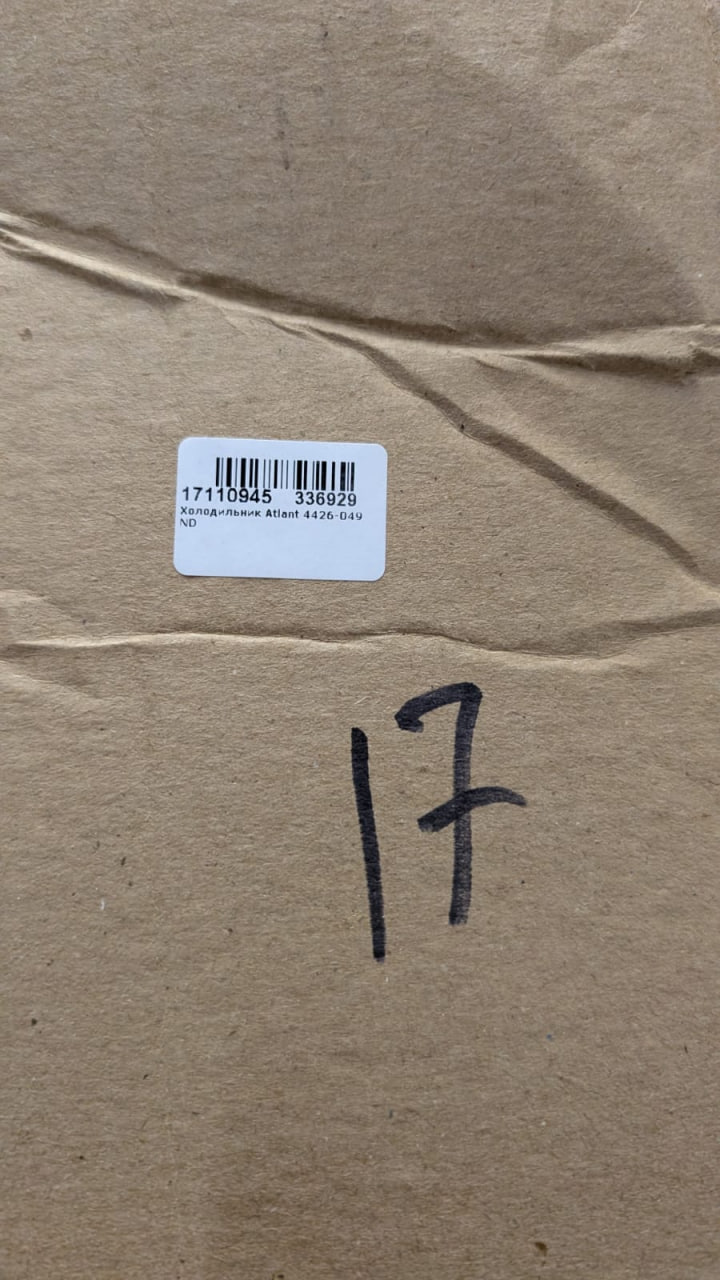 17110945 336929
Холодильник Atlant 4426-049
ND
17